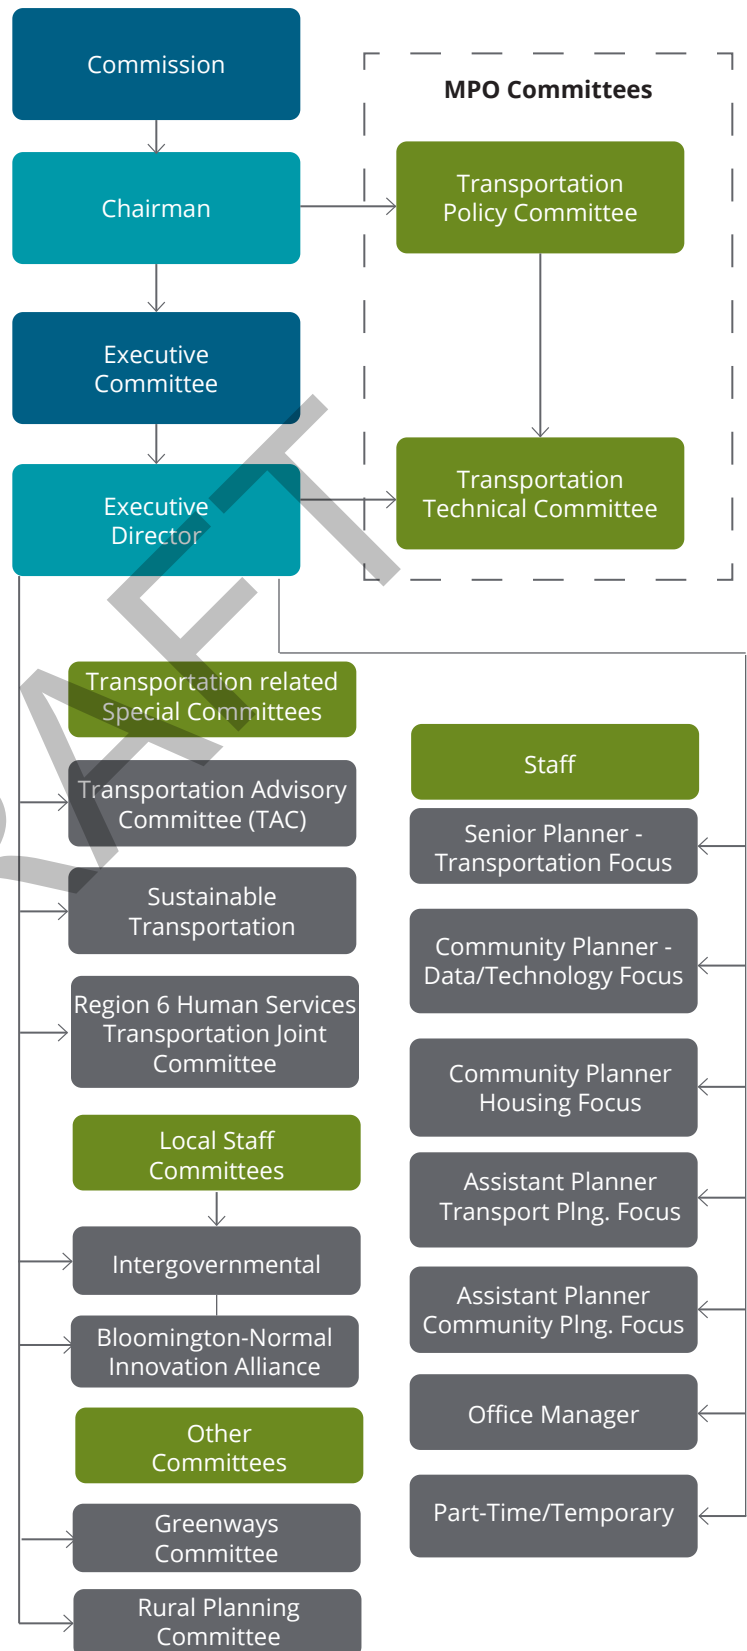 Commission
MPO Committees
Chairman
Transportation
Policy Committee
Executive
Committee
Executive
Director
Transportation
Technical Committee
Transportation related
Special Committees
Transportation Advisory
Committee (TAC)
Sustainable
Transportation
Region 6 Human Services
Transportation Joint
Committee
Local Staff
Committees
Intergovernmental
Bloomington-Normal
Innovation Alliance
Other
Committees
Greenways
Committee
Rural Planning
Committee
Staff
Senior Planner -
Transportation Focus
Community Planner -
Data/Technology Focus
Community Planner
Housing Focus
Assistant Planner
Transport Plng. Focus
Assistant Planner
Community Plng. Focus
Office Manager
Part-Time/Temporary
RAFT